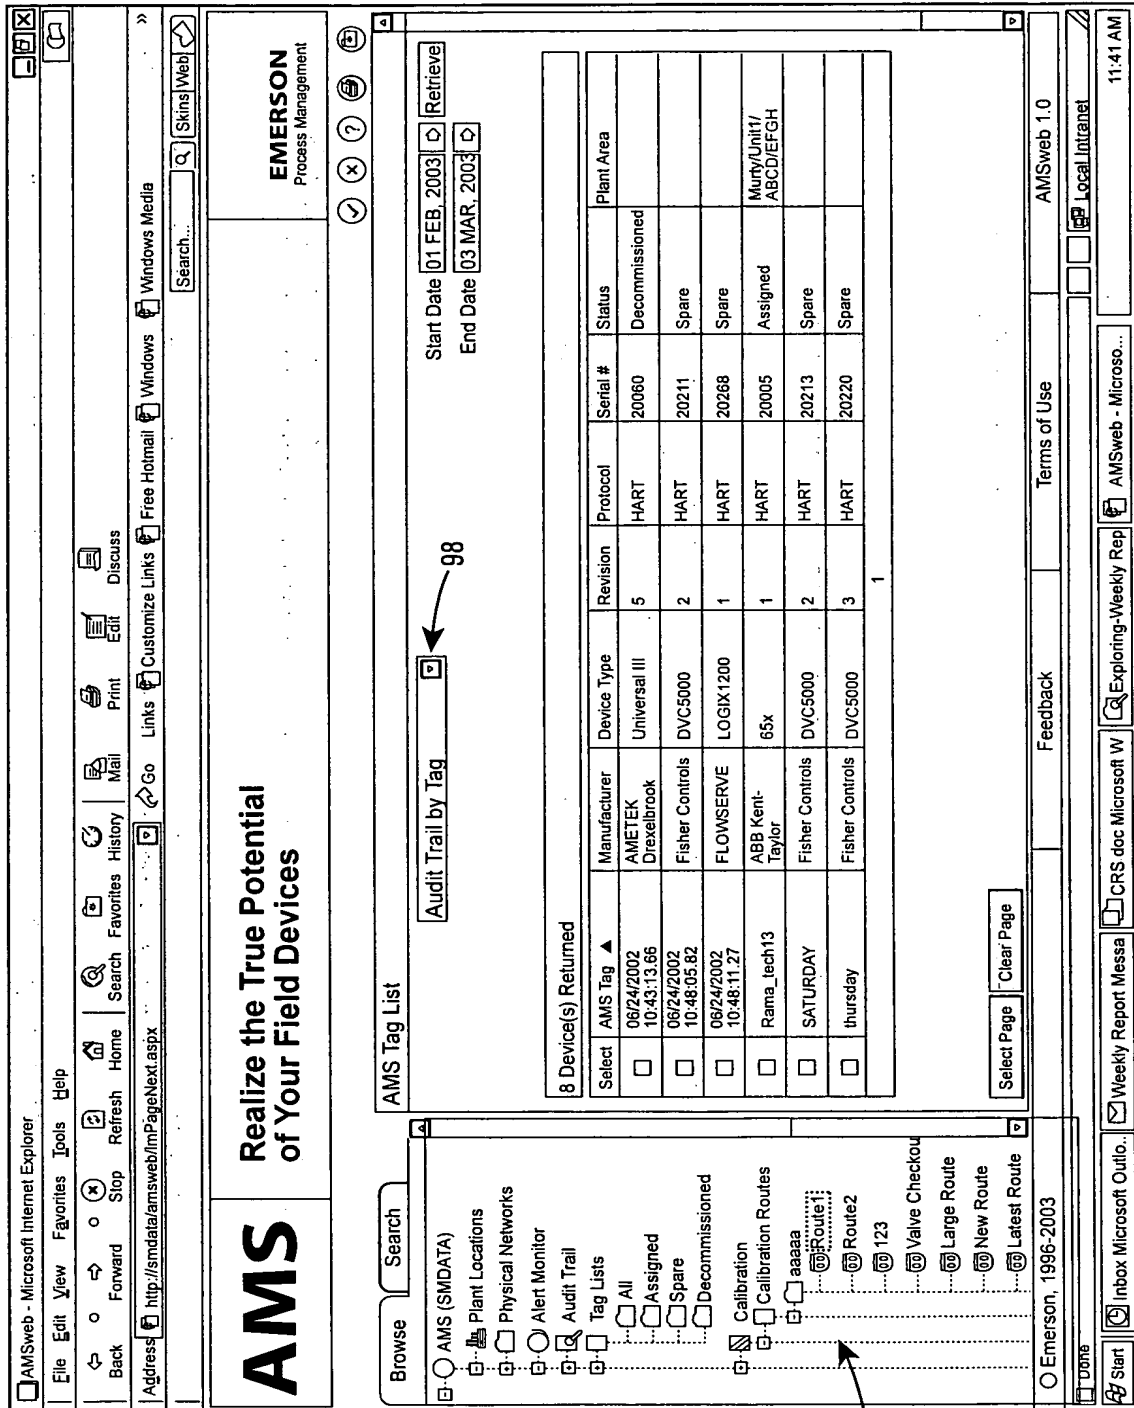 AMSweb - Microsoft Internet Explorer
File Edit View Favorites Tools Help
Back Forward Stop Refresh Home Search Favorites History Mail Print Edit Discuss
Address http://smdata/amsweb/ImPageNext.aspx Go Links Customize Links Free Hotmail Windows Windows Media »
Search... Skins Web
AMS
Realize the True Potential
of Your Field Devices
EMERSON
Process Management
Browse Search
AMS (SMDATA)
Plant Locations
Physical Networks
Alert Monitor
Audit Trail
Tag Lists
All
Assigned
Spare
Decommissioned
Calibration
Calibration Routes
aaaaa
Route1
Route2
123
Valve Checkou
Large Route
New Route
Latest Route
AMS Tag List
Audit Trail by Tag
98
Start Date 01 FEB, 2003 Retrieve
End Date 03 MAR, 2003
8 Device(s) Returned
Select AMS Tag ▲ Manufacturer Device Type Revision Protocol Serial # Status Plant Area
06/24/2002 10:43:13.66 AMETEK Drexelbrook Universal III 5 HART 20060 Decommissioned
06/24/2002 10:48:05.82 Fisher Controls DVC5000 2 HART 20211 Spare
06/24/2002 10:48:11.27 FLOWSERVE LOGIX1200 1 HART 20268 Spare
Rama_tech13 ABB Kent-Taylor 65x 1 HART 20005 Assigned Murty/Unit1/ABCD/EFGH
SATURDAY Fisher Controls DVC5000 2 HART 20213 Spare
thursday Fisher Controls DVC5000 3 HART 20220 Spare
1
Select Page Clear Page
Emerson, 1996-2003 Feedback Terms of Use AMSweb 1.0
Done Local Intranet
Start Inbox Microsoft Outlo.. Weekly Report Messa CRS doc Microsoft W Exploring-Weekly Rep AMSweb - Microso... 11:41 AM